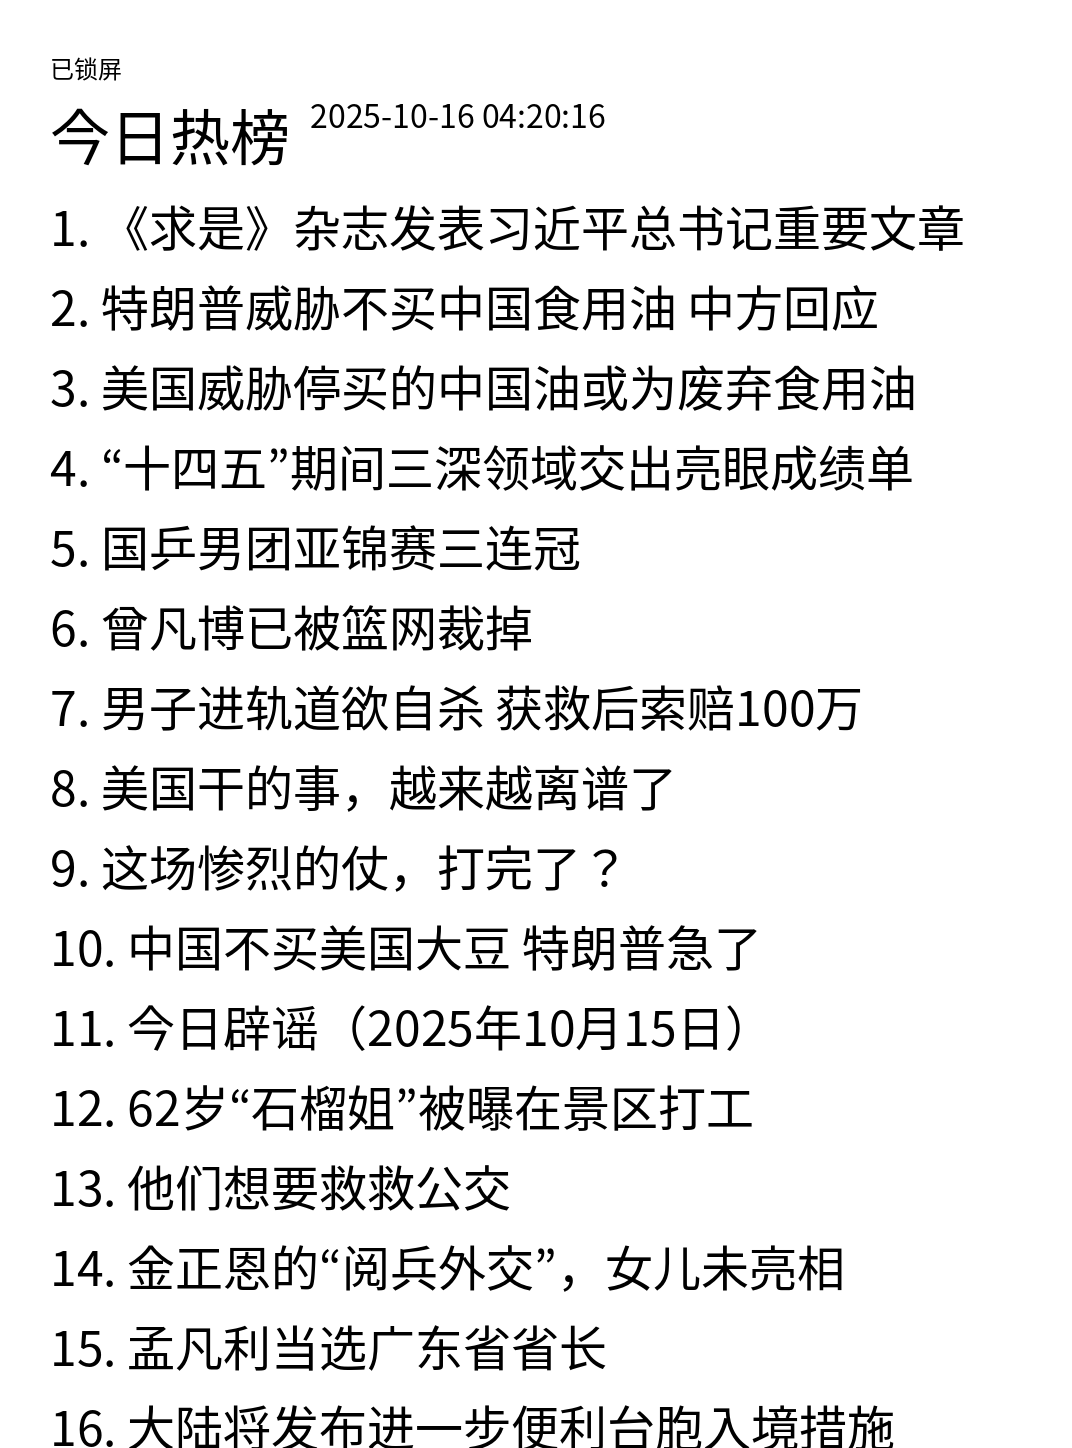 已锁屏
今日热榜 2025-10-16 04:20:16
1. 《求是》杂志发表习近平总书记重要文章
2. 特朗普威胁不买中国食用油 中方回应
3. 美国威胁停买的中国油或为废弃食用油
4. “十四五”期间三深领域交出亮眼成绩单
5. 国乒男团亚锦赛三连冠
6. 曾凡博已被篮网裁掉
7. 男子进轨道欲自杀 获救后索赔100万
8. 美国干的事，越来越离谱了
9. 这场惨烈的仗，打完了？
10. 中国不买美国大豆 特朗普急了
11. 今日辟谣（2025年10月15日）
12. 62岁“石榴姐”被曝在景区打工
13. 他们想要救救公交
14. 金正恩的“阅兵外交”，女儿未亮相
15. 孟凡利当选广东省省长
16. 大陆将发布进一步便利台胞入境措施